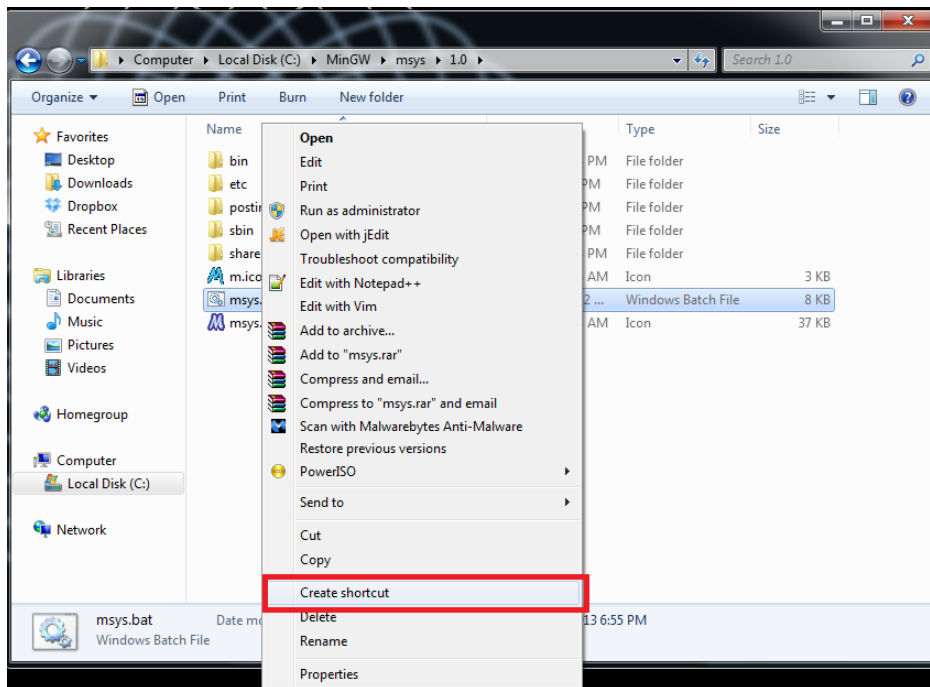 Computer Local Disk (C:) MinGW msys 1.0
Search 1.0
Organize Open Print Burn New folder
Favorites
Desktop
Downloads
Dropbox
Recent Places
Libraries
Documents
Music
Pictures
Videos
Homegroup
Computer
Local Disk (C:)
Network
Name Type Size
bin PM File folder
etc PM File folder
PM File folder
sbin PM File folder
share PM File folder
m.ico AM Icon 3 KB
msys. 2 ... Windows Batch File 8 KB
msys. AM Icon 37 KB
Open
Edit
Print
Run as administrator
Open with jEdit
Troubleshoot compatibility
Edit with Notepad++
Edit with Vim
Add to archive...
Add to "msys.rar"
Compress and email...
Compress to "msys.rar" and email
Scan with Malwarebytes Anti-Malware
Restore previous versions
PowerISO
Send to
Cut
Copy
Create shortcut
Delete
Rename
Properties
msys.bat Date 13 6:55 PM
Windows Batch File